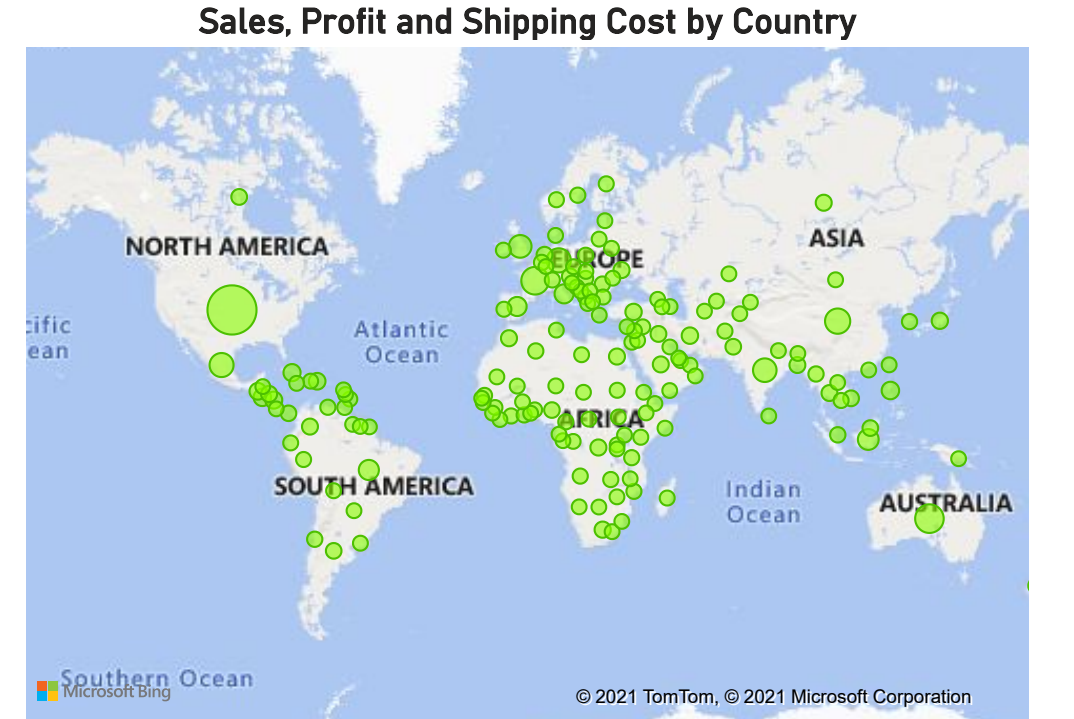 Sales, Profit and Shipping Cost by Country
NORTH AMERICA
ASIA
EUROPE
cific
ean
Atlantic
Ocean
AFRICA
SOUTH AMERICA
Indian
Ocean
AUSTRALIA
Southern Ocean
Microsoft Bing
© 2021 TomTom, © 2021 Microsoft Corporation